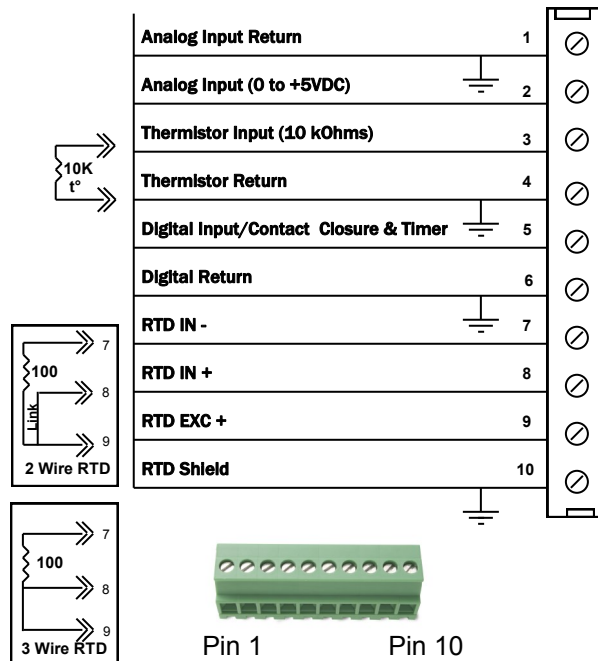 Analog Input Return 1
Analog Input (0 to +5VDC) 2
Thermistor Input (10 kOhms) 3
10K
t°
Thermistor Return 4
Digital Input/Contact Closure & Timer 5
Digital Return 6
RTD IN - 7
RTD IN + 8
RTD EXC + 9
RTD Shield 10
7
100
8
Link
9
2 Wire RTD
7
100
8
9
3 Wire RTD
Pin 1 Pin 10